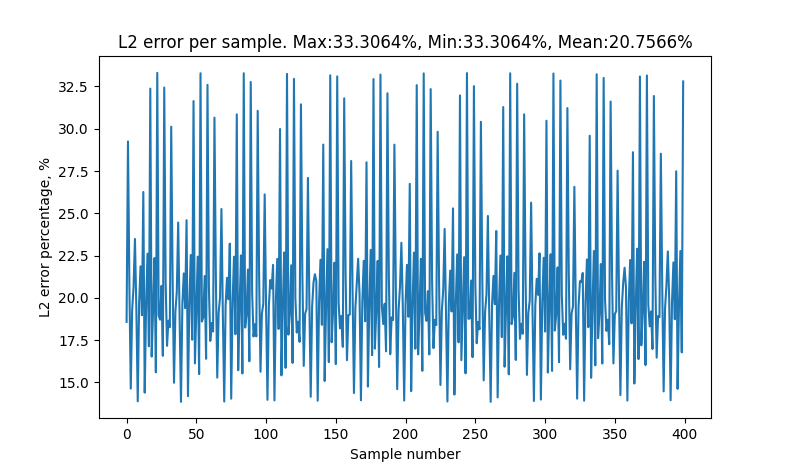 L2 error per sample. Max:33.3064%, Min:33.3064%, Mean:20.7566%
L2 error percentage, %
32.5
30.0
27.5
25.0
22.5
20.0
17.5
15.0
0 50 100 150 200 250 300 350 400
Sample number